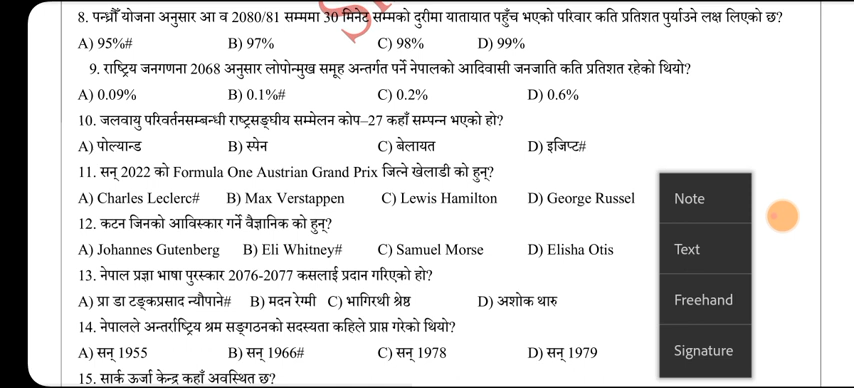 8. पन्ध्रौँ योजना अनुसार आ व 2080/81 सम्ममा 30 मिनेट सम्मको दुरीमा यातायात पहुँच भएको परिवार कति प्रतिशत पुर्याउने लक्ष लिएको छ?
A) 95%# B) 97% C) 98% D) 99%
9. राष्ट्रिय जनगणना 2068 अनुसार लोपोन्मुख समूह अन्तर्गत पर्ने नेपालको आदिवासी जनजाति कति प्रतिशत रहेको थियो?
A) 0.09% B) 0.1%# C) 0.2% D) 0.6%
10. जलवायु परिवर्तनसम्बन्धी राष्ट्रसङ्घीय सम्मेलन कोप–27 कहाँ सम्पन्न भएको हो?
A) पोल्यान्ड B) स्पेन C) बेलायत D) इजिप्ट#
11. सन् 2022 को Formula One Austrian Grand Prix जित्ने खेलाडी को हुन्?
A) Charles Leclerc# B) Max Verstappen C) Lewis Hamilton D) George Russel
Note
12. कटन जिनको आविस्कार गर्ने वैज्ञानिक को हुन्?
A) Johannes Gutenberg B) Eli Whitney# C) Samuel Morse D) Elisha Otis
Text
13. नेपाल प्रज्ञा भाषा पुरस्कार 2076-2077 कसलाई प्रदान गरिएको हो?
A) प्रा डा टङ्कप्रसाद न्यौपाने# B) मदन रेग्मी C) भागिरथी श्रेष्ठ D) अशोक थारु
Freehand
14. नेपालले अन्तर्राष्ट्रिय श्रम सङ्गठनको सदस्यता कहिले प्राप्त गरेको थियो?
A) सन् 1955 B) सन् 1966# C) सन् 1978 D) सन् 1979
Signature
15. सार्क ऊर्जा केन्द्र कहाँ अवस्थित छ?